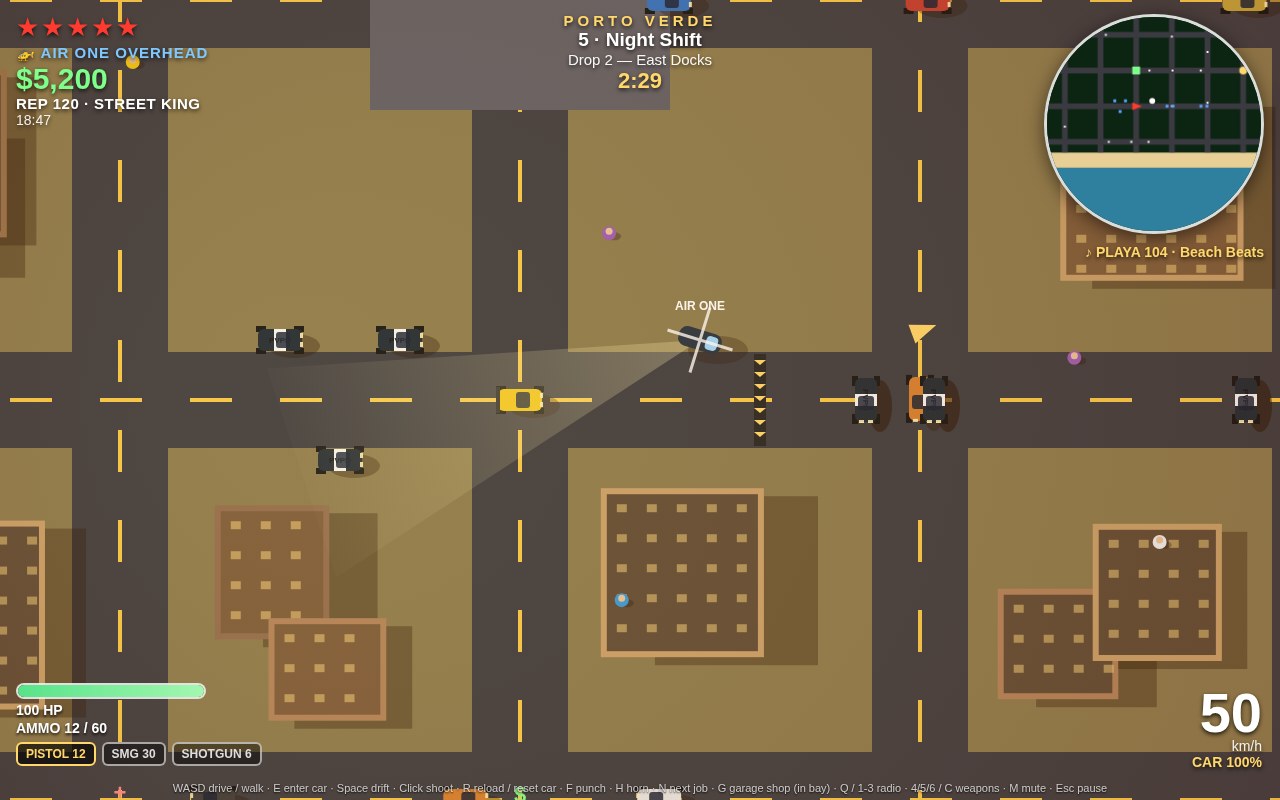 ★★★★★
🚁 AIR ONE OVERHEAD
$5,200
REP 120 · STREET KING
18:47
PORTO VERDE
5 · Night Shift
Drop 2 — East Docks
2:29
♪ PLAYA 104 · Beach Beats
AIR ONE
100 HP
AMMO 12 / 60
PISTOL 12
SMG 30
SHOTGUN 6
50
km/h
CAR 100%
$
WASD drive / walk · E enter car · Space drift · Click shoot · R reload / reset car · F punch · H horn · N next job · G garage shop (in bay) · Q / 1-3 radio · 4/5/6 / C weapons · M mute · Esc pause